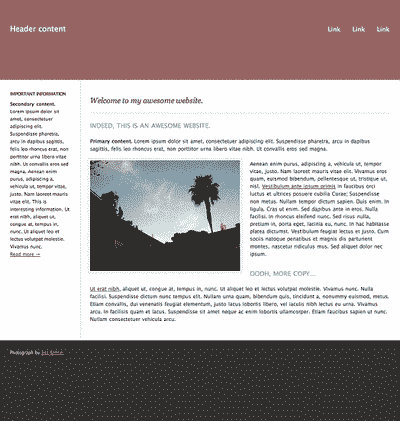 Header content
Link Link Link
IMPORTANT INFORMATION
Secondary content.
Lorem ipsum dolor sit
amet, consectetuer
adipiscing elit.
Suspendisse pharetra,
arcu in dapibus
sagittis, felis leo
rhoncus erat, non
porttitor urna libero vitae
nibh. Ut convallis eros sed
magna. Aenean enim
purus, adipiscing a,
vehicula ut, tempor vitae,
justo. Nam laoreet mauris
vitae elit. This is
interesting information. Ut
erat nibh, aliquet ut,
congue at, tempus in,
nunc. Ut aliquet leo et
lectus volutpat molestie.
Vivamus nunc.
Read more →
Welcome to my awesome website.
INDEED, THIS IS AN AWESOME WEBSITE.
Primary content. Lorem ipsum dolor sit amet, consectetuer adipiscing elit. Suspendisse pharetra, arcu in dapibus
sagittis, felis leo rhoncus erat, non porttitor urna libero vitae nibh. Ut convallis eros sed magna.
Aenean enim purus, adipiscing a, vehicula ut, tempor
vitae, justo. Nam laoreet mauris vitae elit. Vivamus eros
quam, euismod bibendum, pellentesque ut, tristique ut,
nisl. Vestibulum ante ipsum primis in faucibus orci
luctus et ultrices posuere cubilia Curae; Suspendisse
non metus. Nullam tempor dictum sapien. Duis enim. In
ligula. Cras ut enim. Sed dapibus ante in eros. Nulla
facilisi. In rhoncus eleifend nunc. Sed risus nulla,
pretium in, porta eget, lacinia eu, nunc. In hac habitasse
platea dictumst. Vestibulum feugiat lectus et justo. Cum
sociis natoque penatibus et magnis dis parturient
montes, nascetur ridiculus mus. Sed aliquet dolor nec
ipsum.
OOOH, MORE COPY...
Ut erat nibh, aliquet ut, congue at, tempus in, nunc. Ut aliquet leo et lectus volutpat molestie. Vivamus nunc. Nulla
facilisi. Suspendisse dictum nunc tempus elit. Nullam urna quam, bibendum quis, tincidunt a, nonummy euismod, metus.
Etiam convallis, dui venenatis feugiat elementum, justo lacus lobortis libero, vel iaculis nibh lectus eu urna. Vivamus
arcu. In facilisis quam et lacus. Suspendisse sit amet neque ac enim lobortis ullamcorper. Etiam faucibus sapien ut nunc.
Nullam consectetuer vehicula arcu.
Photograph by